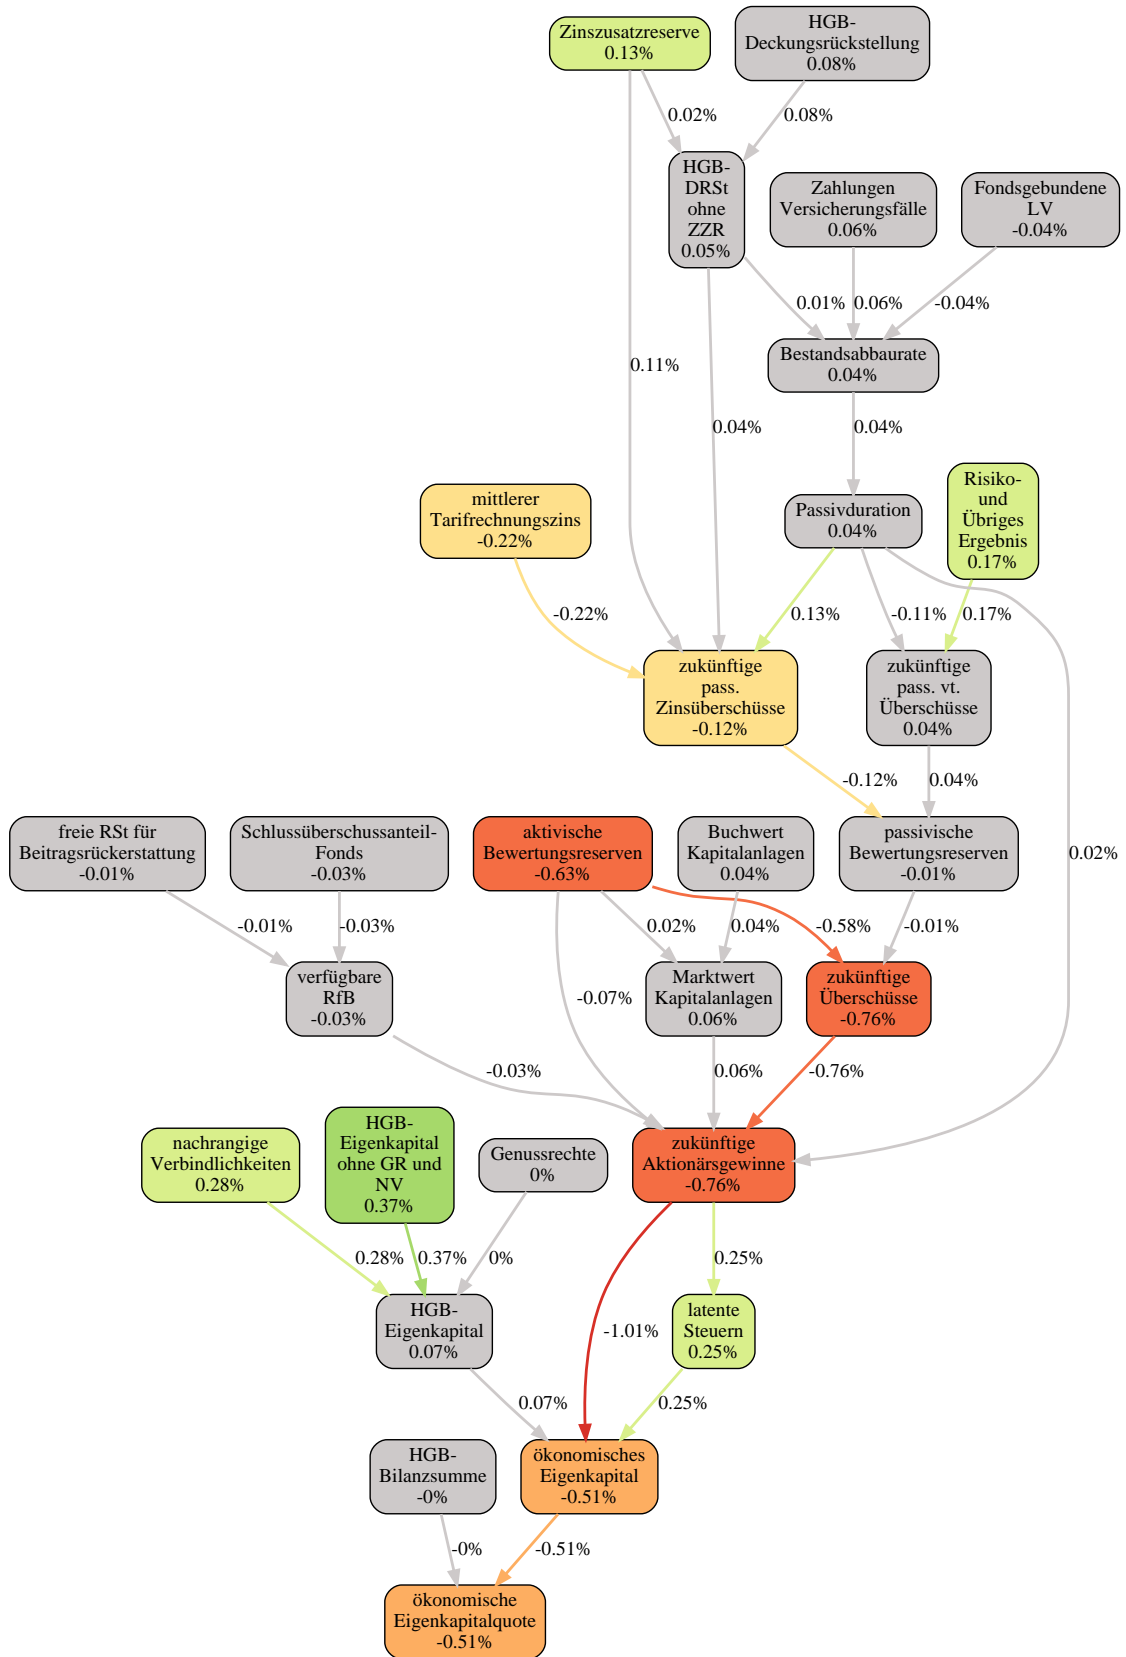 Zinszusatzreserve
0.13%
HGB-
Deckungsrückstellung
0.08%
0.02%
0.08%
HGB-
DRSt
ohne
ZZR
0.05%
Zahlungen
Versicherungsfälle
0.06%
Fondsgebundene
LV
-0.04%
0.01%
0.06%
-0.04%
Bestandsabbaurate
0.04%
0.11%
0.04%
0.04%
mittlerer
Tarifrechnungszins
-0.22%
Passivduration
0.04%
Risiko-
und
Übriges
Ergebnis
0.17%
-0.22%
0.13%
-0.11%
0.17%
zukünftige
pass.
Zinsüberschüsse
-0.12%
zukünftige
pass. vt.
Überschüsse
0.04%
-0.12%
0.04%
freie RSt für
Beitragsrückerstattung
-0.01%
Schlussüberschussanteil-
Fonds
-0.03%
aktivische
Bewertungsreserven
-0.63%
Buchwert
Kapitalanlagen
0.04%
passivische
Bewertungsreserven
-0.01%
0.02%
-0.01%
-0.03%
0.02%
0.04%
-0.58%
-0.01%
verfügbare
RfB
-0.03%
-0.07%
Marktwert
Kapitalanlagen
0.06%
zukünftige
Überschüsse
-0.76%
-0.03%
0.06%
-0.76%
nachrangige
Verbindlichkeiten
0.28%
HGB-
Eigenkapital
ohne GR und
NV
0.37%
Genussrechte
0%
zukünftige
Aktionärsgewinne
-0.76%
0.28%
0.37%
0%
0.25%
HGB-
Eigenkapital
0.07%
-1.01%
latente
Steuern
0.25%
0.07%
0.25%
HGB-
Bilanzsumme
-0%
ökonomisches
Eigenkapital
-0.51%
-0%
-0.51%
ökonomische
Eigenkapitalquote
-0.51%